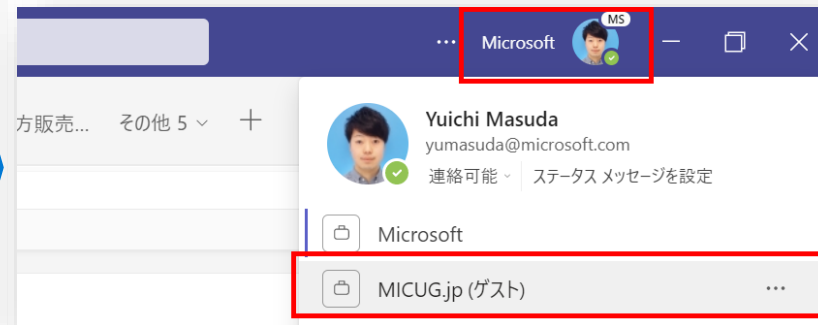 … Microsoft MS
方販売... その他 5
Yuichi Masuda
yumasuda@microsoft.com
連絡可能 ステータス メッセージを設定
Microsoft
MICUG.jp (ゲスト) …